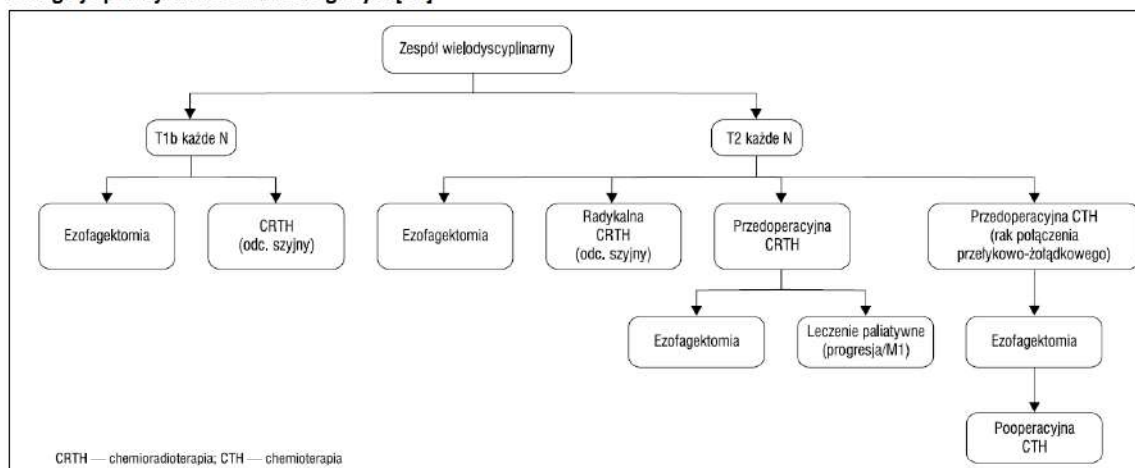 Zespół wielodyscyplinarny
T1b każde N
T2 każde N
Ezofagektomia
CRTH
(odc. szyjny)
Ezofagektomia
Radykalna
CRTH
(odc. szyjny)
Przedoperacyjna
CRTH
Przedoperacyjna CTH
(rak połączenia
przełykowo-żołądkowego)
Ezofagektomia
Leczenie paliatywne
(progresja/M1)
Ezofagektomia
Pooperacyjna
CTH
CRTH — chemioradioterapia; CTH — chemioterapia